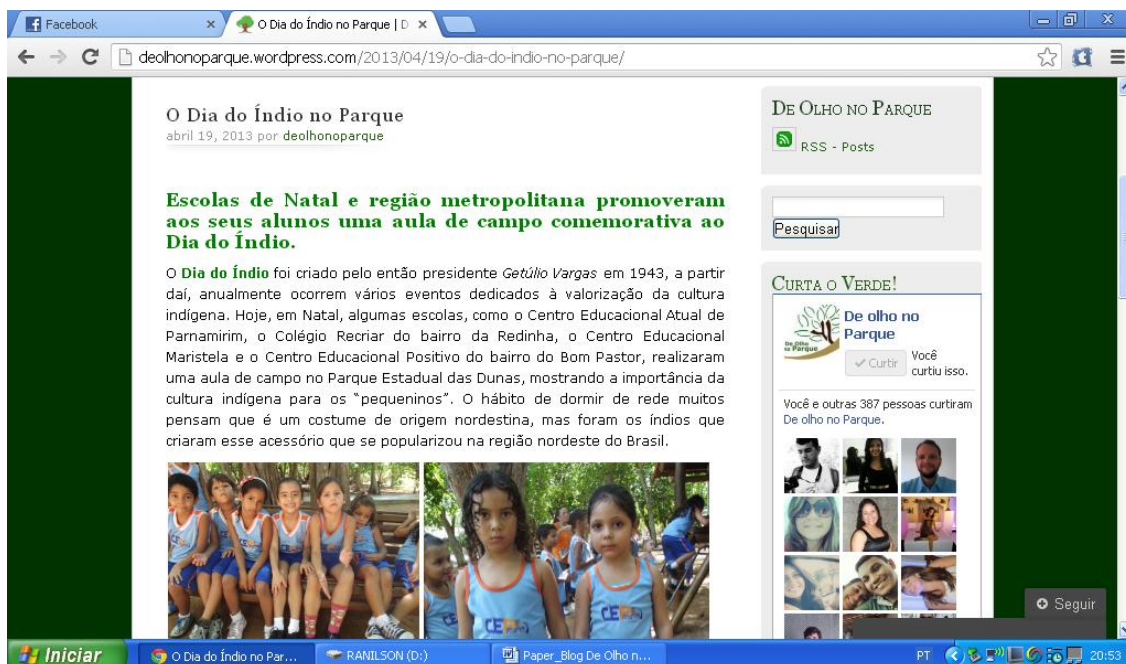 Facebook
O Dia do Índio no Parque | D
deolhonoparque.wordpress.com/2013/04/19/o-dia-do-indio-no-parque/
O Dia do Índio no Parque
abril 19, 2013 por deolhonoparque
Escolas de Natal e região metropolitana promoveram
aos seus alunos uma aula de campo comemorativa ao
Dia do Índio.
O Dia do Índio foi criado pelo então presidente Getúlio Vargas em 1943, a partir
daí, anualmente ocorrem vários eventos dedicados à valorização da cultura
indígena. Hoje, em Natal, algumas escolas, como o Centro Educacional Atual de
Parnamirim, o Colégio Recriar do bairro da Redinha, o Centro Educacional
Maristela e o Centro Educacional Positivo do bairro do Bom Pastor, realizaram
uma aula de campo no Parque Estadual das Dunas, mostrando a importância da
cultura indígena para os “pequeninos”. O hábito de dormir de rede muitos
pensam que é um costume de origem nordestina, mas foram os índios que
criaram esse acessório que se popularizou na região nordeste do Brasil.
De Olho no Parque
RSS - Posts
Pesquisar
Curta o Verde!
De Olho
no Parque
De olho no
Parque
Curtir
Você
curtiu isso.
Você e outras 387 pessoas curtiram
De olho no Parque.
Seguir
Iniciar
O Dia do Índio no Par...
RANILSON (D:)
Paper_Blog De Olho n...
PT
20:53